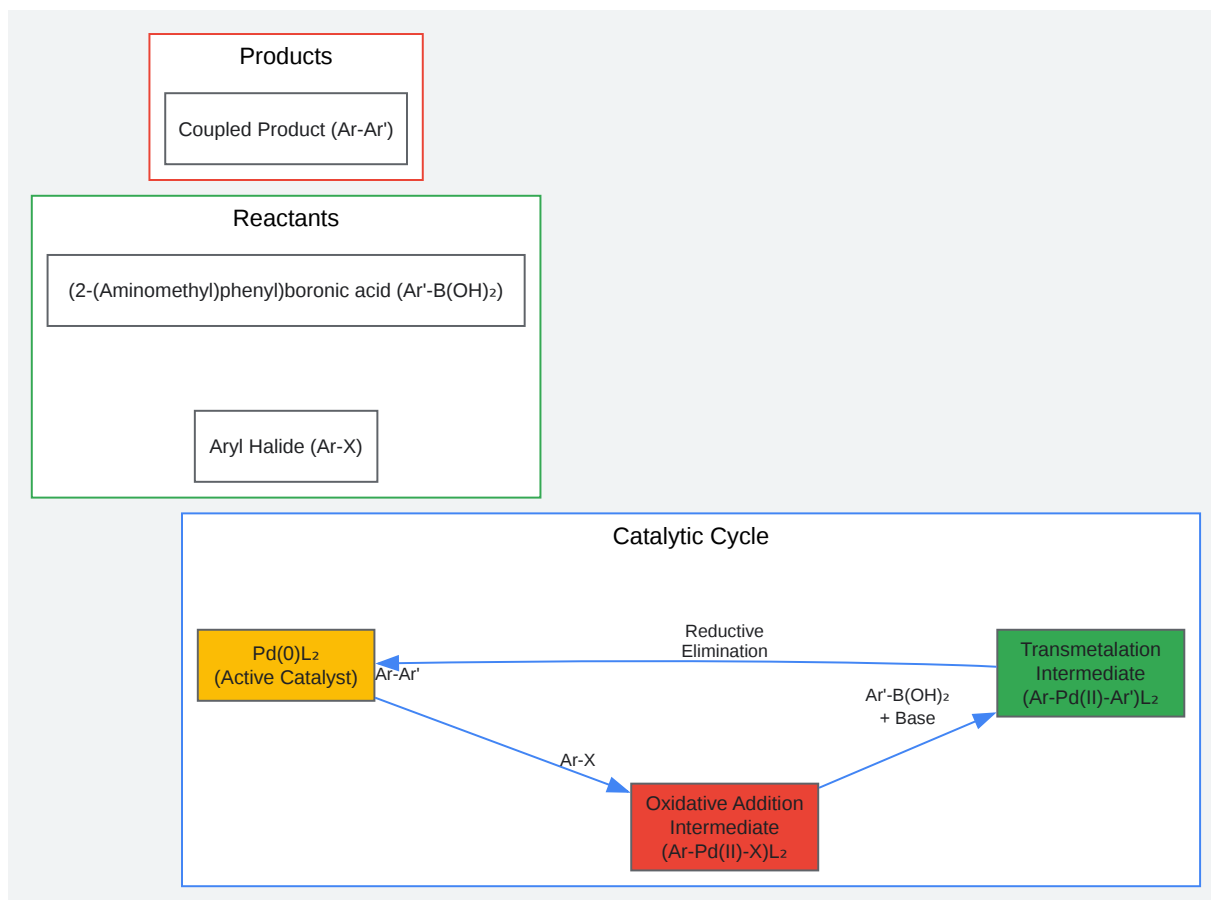 Products
Coupled Product (Ar-Ar')
Reactants
(2-(Aminomethyl)phenyl)boronic acid (Ar'-B(OH)₂)
Aryl Halide (Ar-X)
Catalytic Cycle
Pd(0)L₂
(Active Catalyst)
Ar-Ar'
Reductive
Elimination
Transmetalation
Intermediate
(Ar-Pd(II)-Ar')L₂
Ar'-B(OH)₂
+ Base
Ar-X
Oxidative Addition
Intermediate
(Ar-Pd(II)-X)L₂